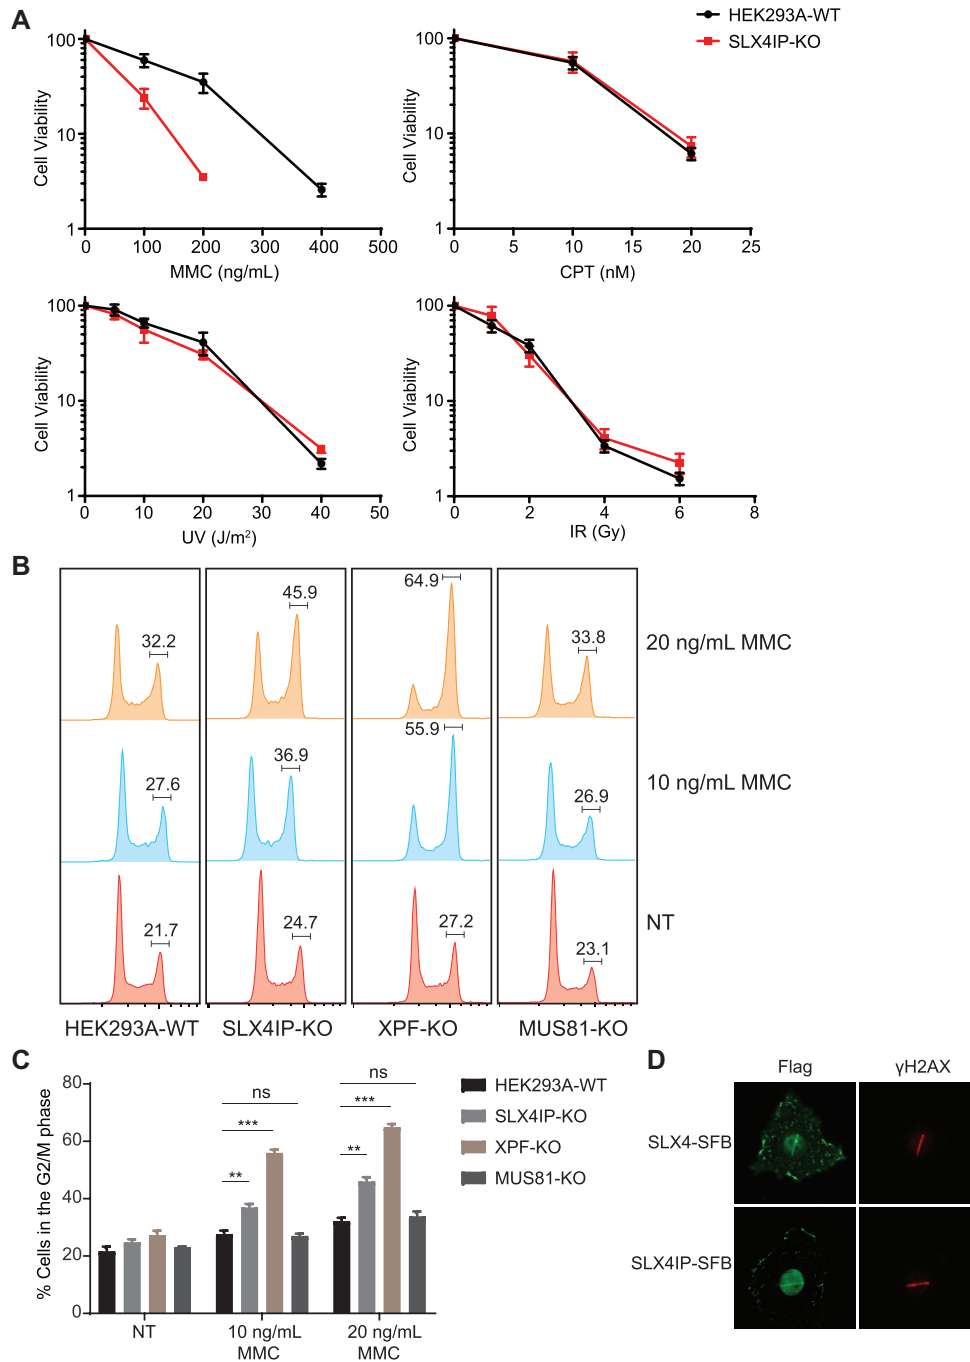 A
HEK293A-WT
SLX4IP-KO
100
10
1
Cell Viability
0 100 200 300 400 500
MMC (ng/mL)
100
10
1
Cell Viability
0 5 10 15 20 25
CPT (nM)
100
10
1
Cell Viability
0 10 20 30 40 50
UV (J/m²)
100
10
1
Cell Viability
0 2 4 6 8
IR (Gy)
B
32.2 45.9 64.9 33.8 20 ng/mL MMC
27.6 36.9 55.9 26.9 10 ng/mL MMC
21.7 24.7 27.2 23.1 NT
HEK293A-WT SLX4IP-KO XPF-KO MUS81-KO
C
% Cells in the G2/M phase
80
60
40
20
0
ns
***
**
ns
***
**
NT
10 ng/mL
MMC
20 ng/mL
MMC
HEK293A-WT
SLX4IP-KO
XPF-KO
MUS81-KO
D
Flag γH2AX
SLX4-SFB
SLX4IP-SFB